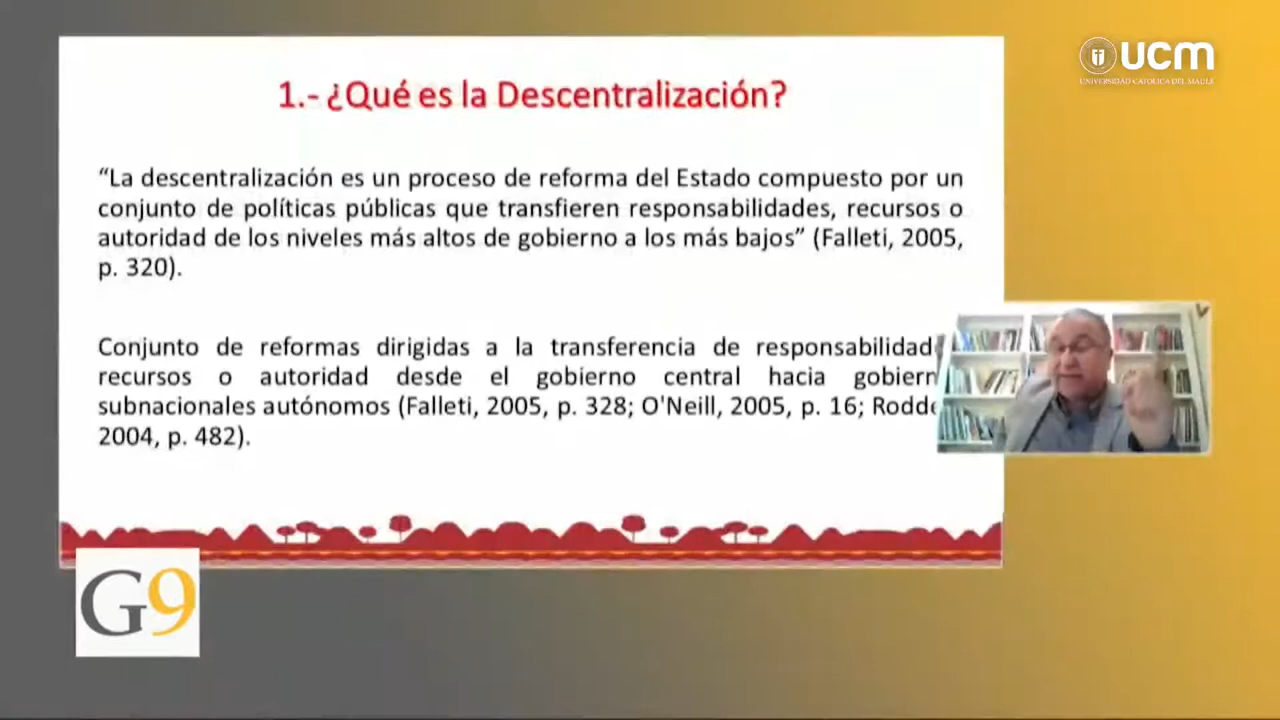 ucm
UNIVERSIDAD CATOLICA DEL MAULE
1.- ¿Qué es la Descentralización?
“La descentralización es un proceso de reforma del Estado compuesto por un
conjunto de políticas públicas que transfieren responsabilidades, recursos o
autoridad de los niveles más altos de gobierno a los más bajos” (Falleti, 2005,
p. 320).
Conjunto de reformas dirigidas a la transferencia de responsabilidad
recursos o autoridad desde el gobierno central hacia gobiern
subnacionales autónomos (Falleti, 2005, p. 328; O'Neill, 2005, p. 16; Rodde
2004, p. 482).
G9